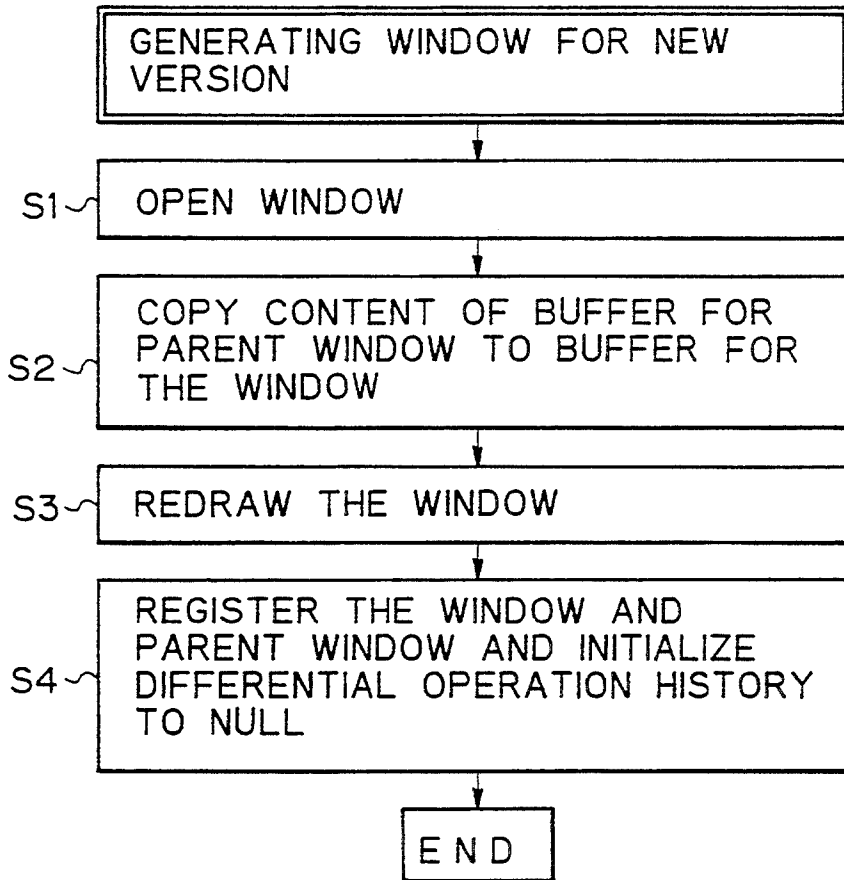 GENERATING WINDOW FOR NEW
VERSION
S1
OPEN WINDOW
COPY CONTENT OF BUFFER FOR
PARENT WINDOW TO BUFFER FOR
S2
THE WINDOW
S3
REDRAW THE WINDOW
REGISTER THE WINDOW AND
PARENT WINDOW AND INITIALIZE
S4
DIFFERENTIAL OPERATION HISTORY
TO NULL
END